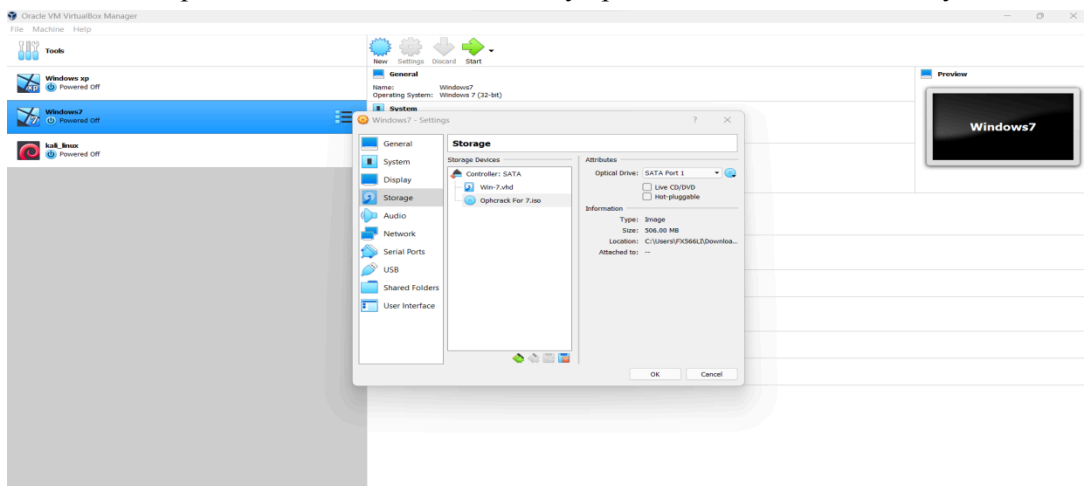 Oracle VM VirtualBox Manager
File Machine Help
Tools
New Settings Discard Start
Windows xp
Powered Off
Windows7
Powered Off
kali_linux
Powered Off
General
Name: Windows7
Operating System: Windows 7 (32-bit)
System
Preview
Windows7
Windows7 - Settings
General
System
Display
Storage
Audio
Network
Serial Ports
USB
Shared Folders
User Interface
Storage
Storage Devices
Controller: SATA
Win-7.vhd
Ophcrack For 7.iso
Attributes
Optical Drive: SATA Port 1
Live CD/DVD
Hot-pluggable
Information
Type: Image
Size: 506.00 MB
Location: C:\Users\FX566LI\Downloa...
Attached to: --
OK Cancel